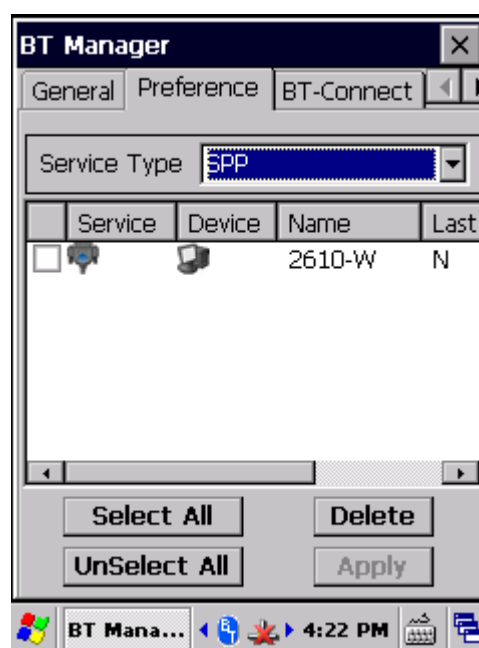 BT Manager
General Preference BT-Connect
Service Type SPP
Service Device Name Last
2610-W N
Select All Delete
UnSelect All Apply
BT Mana... 4:22 PM